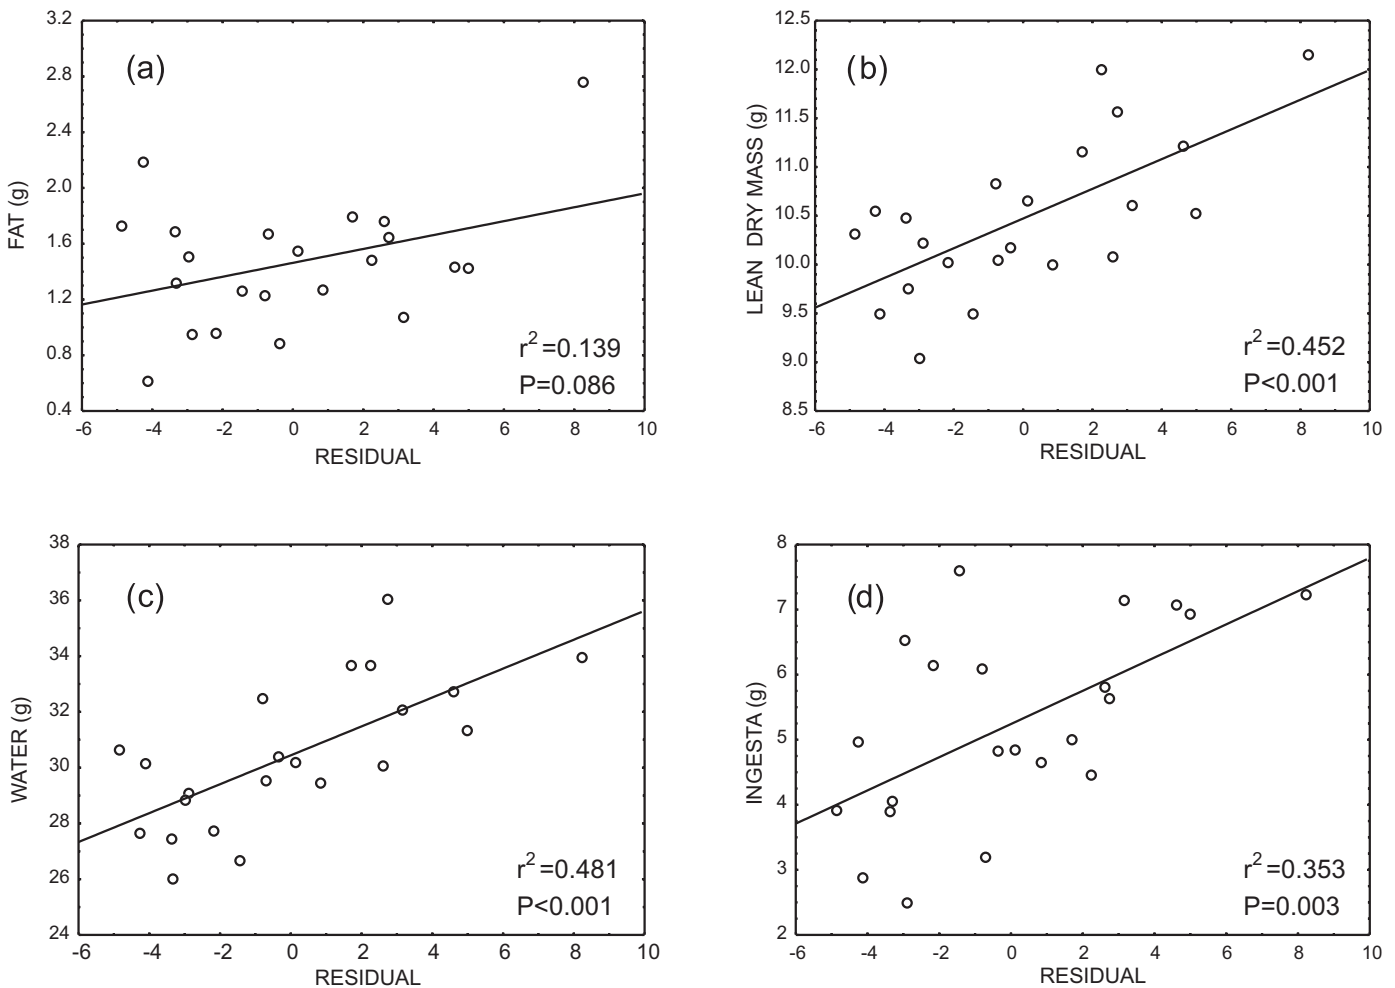 (a)
FAT (g)
3.2
2.8
2.4
2.0
1.6
1.2
0.8
0.4
r2=0.139
P=0.086
-6 -4 -2 0 2 4 6 8 10
RESIDUAL
(b)
LEAN DRY MASS (g)
12.5
12.0
11.5
11.0
10.5
10.0
9.5
9.0
8.5
r2=0.452
P<0.001
-6 -4 -2 0 2 4 6 8 10
RESIDUAL
(c)
WATER (g)
38
36
34
32
30
28
26
24
r2=0.481
P<0.001
-6 -4 -2 0 2 4 6 8 10
RESIDUAL
(d)
INGESTA (g)
8
7
6
5
4
3
2
r2=0.353
P=0.003
-6 -4 -2 0 2 4 6 8 10
RESIDUAL